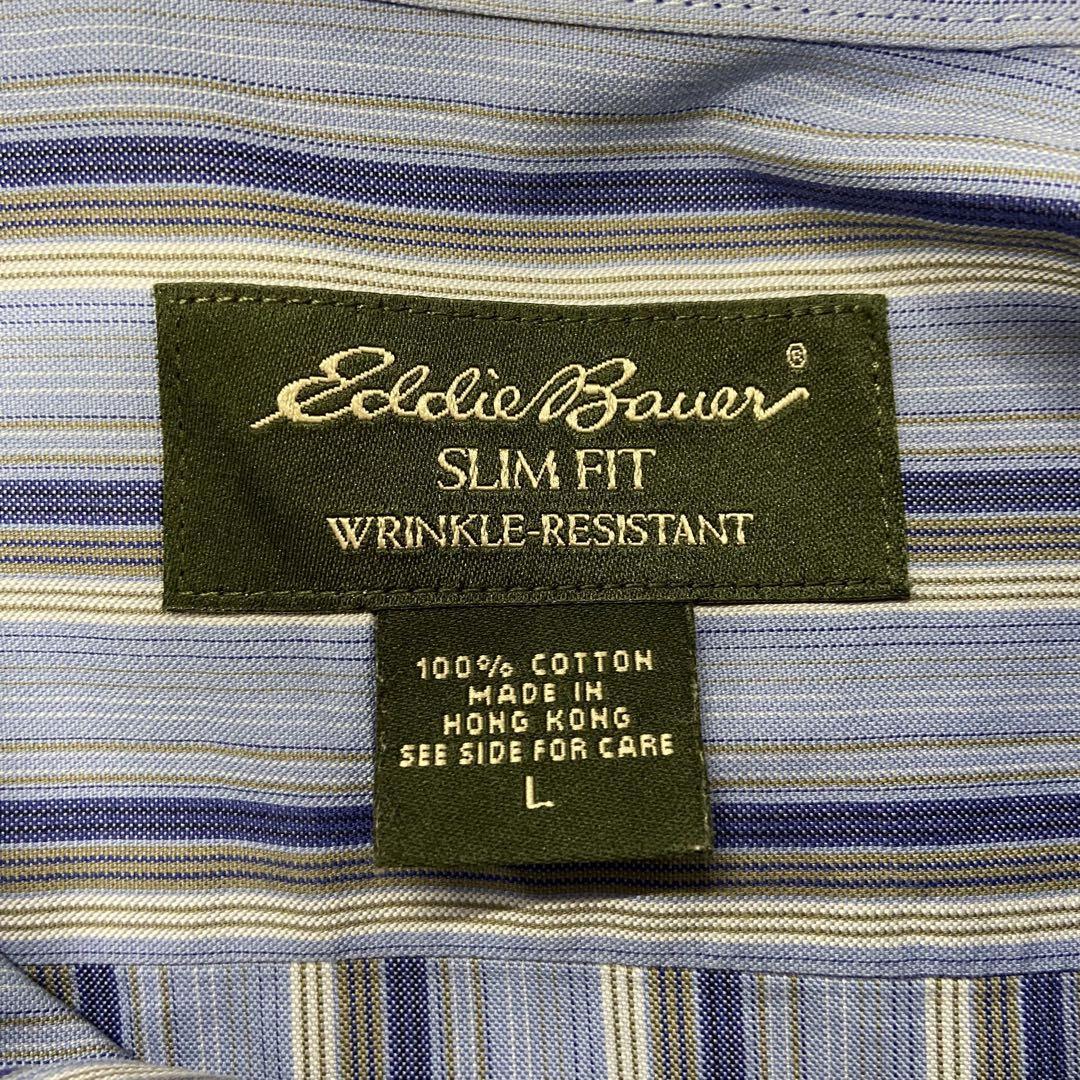 Eddie Bauer®
SLIM FIT
WRINKLE-RESISTANT
100% COTTON
MADE IN
HONG KONG
SEE SIDE FOR CARE
L